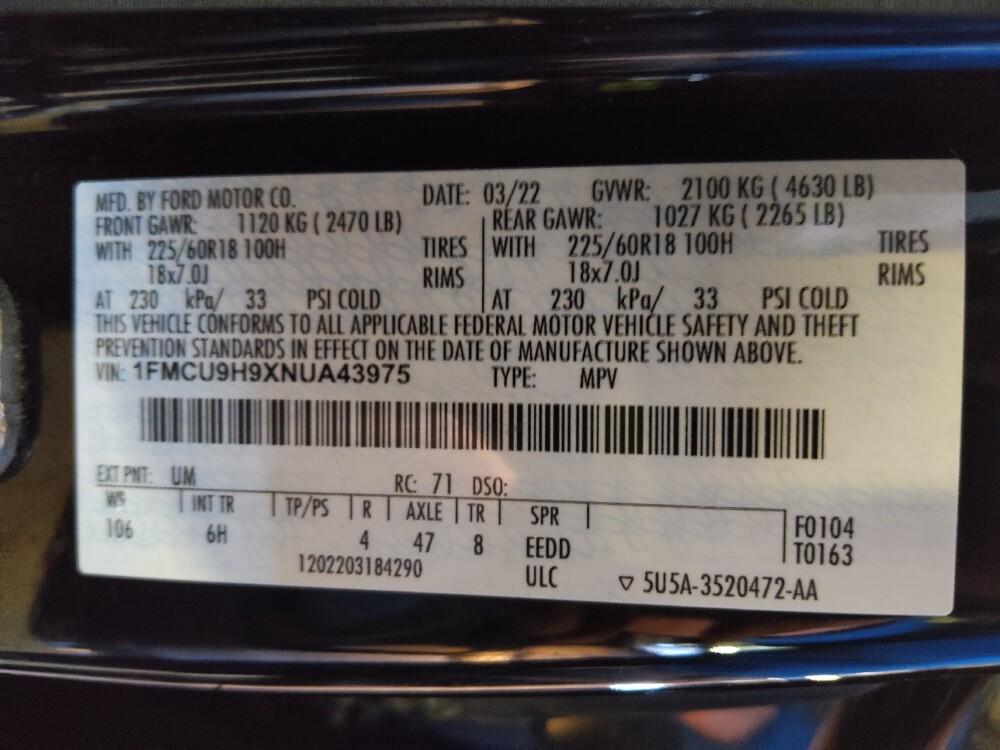 MFD. BY FORD MOTOR CO. DATE: 03/22 GVWR: 2100 KG ( 4630 LB)
FRONT GAWR: 1120 KG ( 2470 LB) REAR GAWR: 1027 KG ( 2265 LB)
WITH 225/60R18 100H TIRES WITH 225/60R18 100H TIRES
18x7.0J RIMS 18x7.0J RIMS
AT 230 kPa/ 33 PSI COLD AT 230 kPa/ 33 PSI COLD
THIS VEHICLE CONFORMS TO ALL APPLICABLE FEDERAL MOTOR VEHICLE SAFETY AND THEFT
PREVENTION STANDARDS IN EFFECT ON THE DATE OF MANUFACTURE SHOWN ABOVE.
VIN: 1FMCU9H9XNUA43975 TYPE: MPV
EXT PNT: UM RC: 71 DSO:
WB INT TR TP/PS R AXLE TR SPR F0104
106 6H 4 47 8 EEDD T0163
1202203184290 ULC ▽ 5U5A-3520472-AA